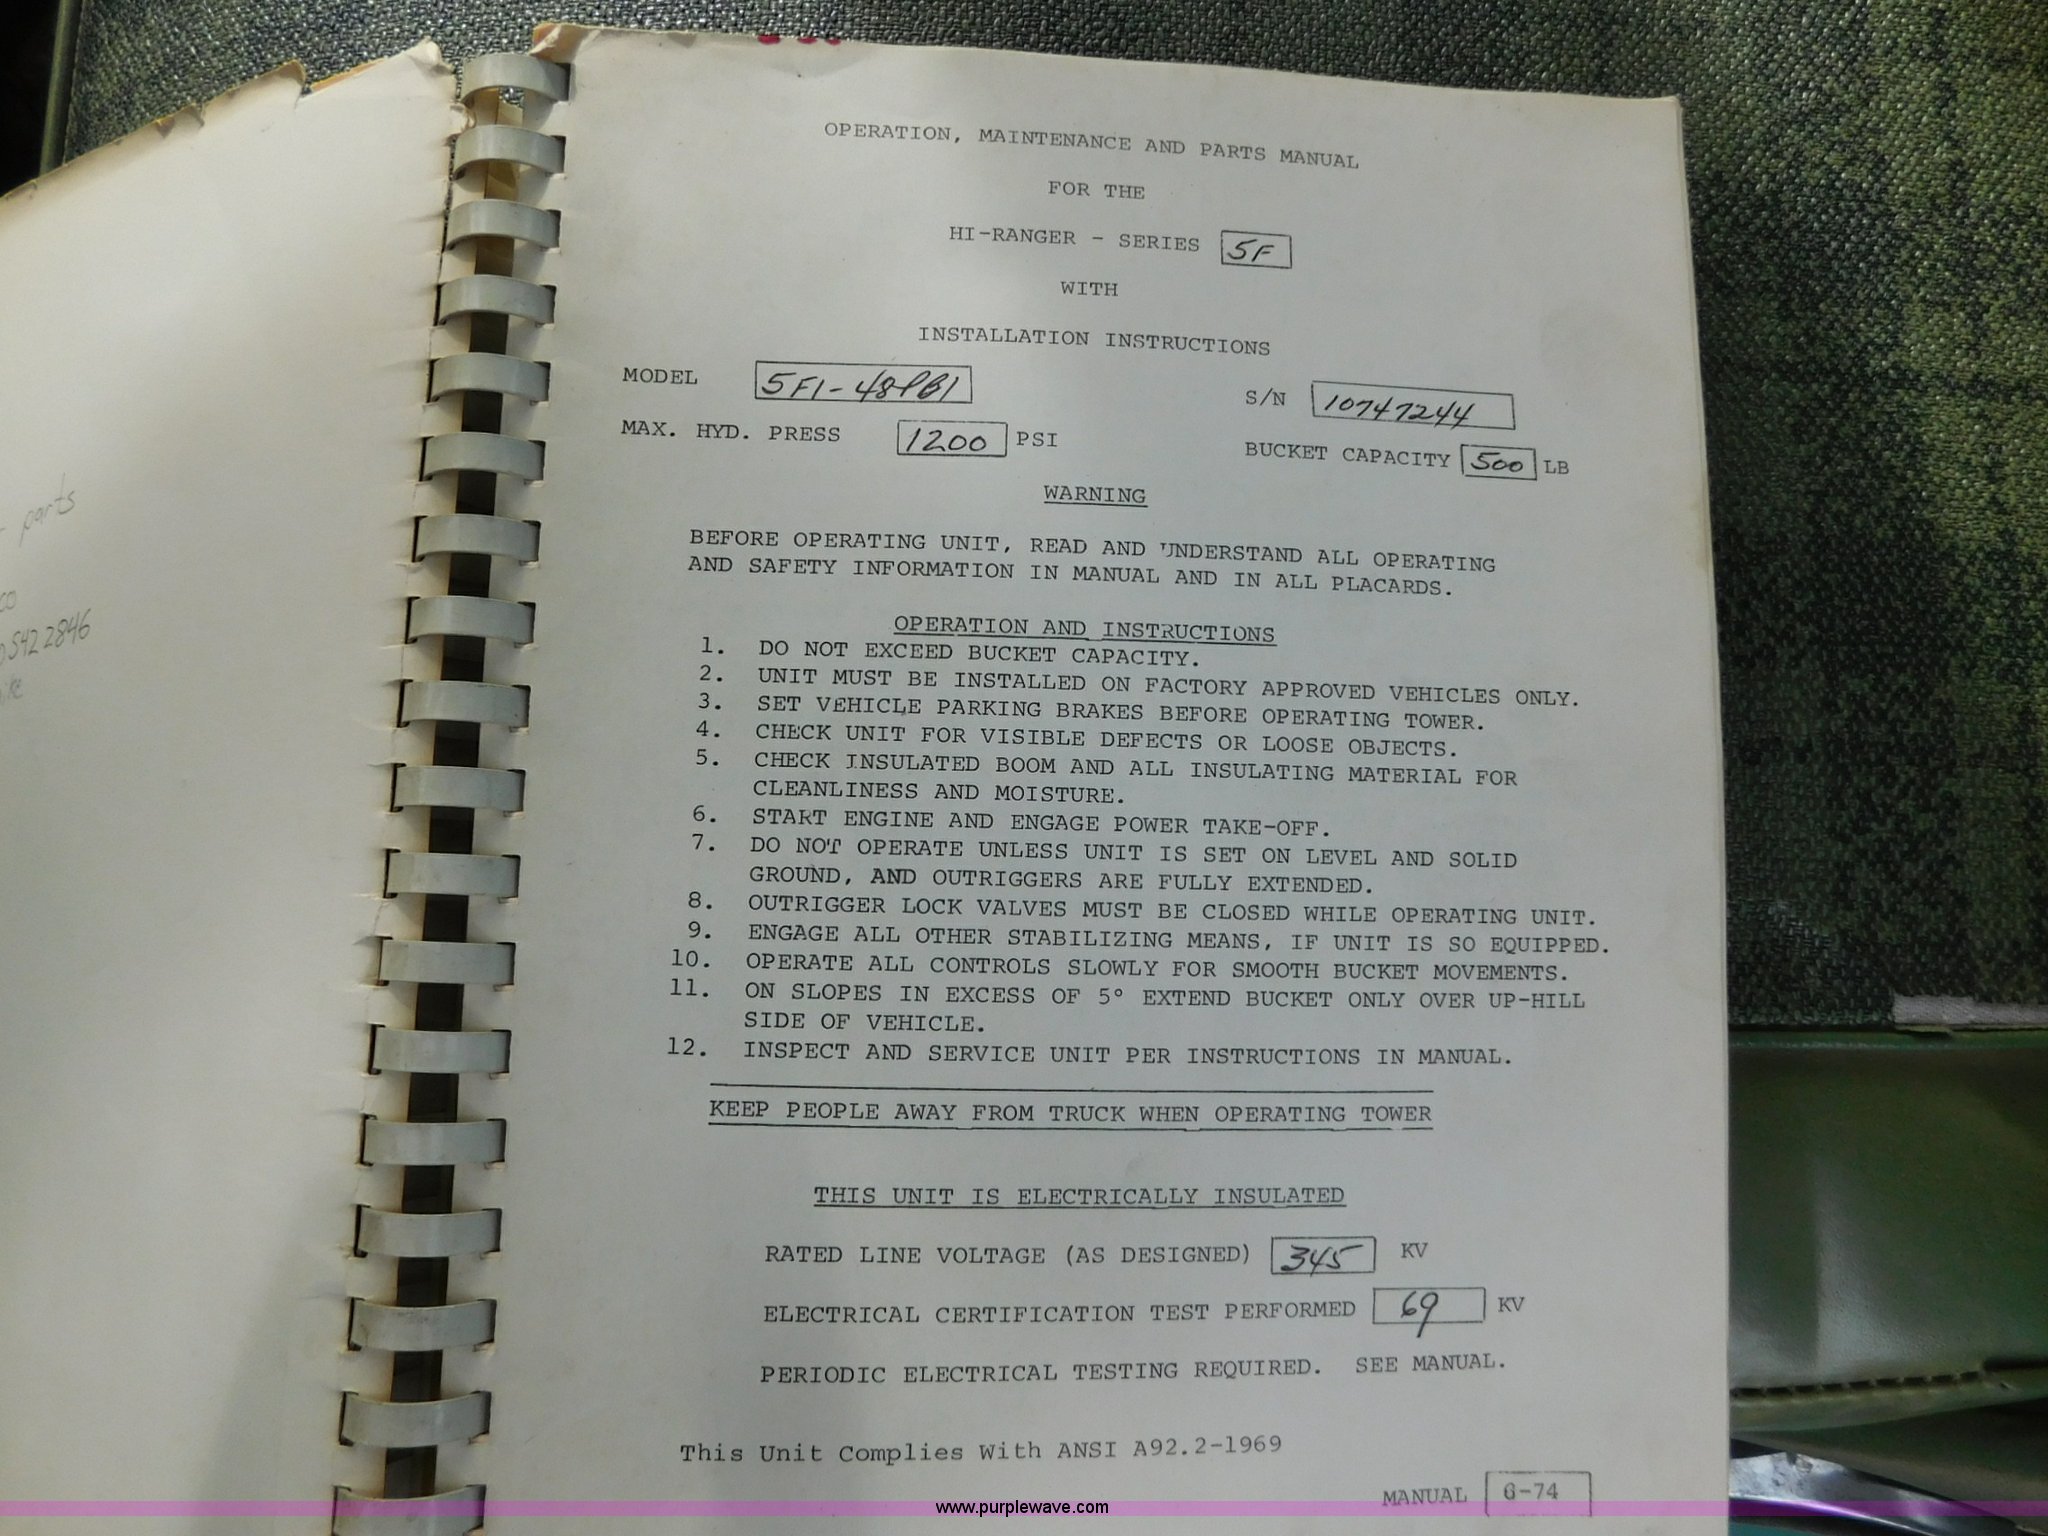 parts
co
542 2846
OPERATION, MAINTENANCE AND PARTS MANUAL
FOR THE
HI-RANGER - SERIES 5F
WITH
INSTALLATION INSTRUCTIONS
MODEL 5F1-48PB1 S/N 10747244
MAX. HYD. PRESS 1200 PSI BUCKET CAPACITY 500 LB
WARNING
BEFORE OPERATING UNIT, READ AND UNDERSTAND ALL OPERATING
AND SAFETY INFORMATION IN MANUAL AND IN ALL PLACARDS.
OPERATION AND INSTRUCTIONS
1. DO NOT EXCEED BUCKET CAPACITY.
2. UNIT MUST BE INSTALLED ON FACTORY APPROVED VEHICLES ONLY.
3. SET VEHICLE PARKING BRAKES BEFORE OPERATING TOWER.
4. CHECK UNIT FOR VISIBLE DEFECTS OR LOOSE OBJECTS.
5. CHECK INSULATED BOOM AND ALL INSULATING MATERIAL FOR
CLEANLINESS AND MOISTURE.
6. START ENGINE AND ENGAGE POWER TAKE-OFF.
7. DO NOT OPERATE UNLESS UNIT IS SET ON LEVEL AND SOLID
GROUND, AND OUTRIGGERS ARE FULLY EXTENDED.
8. OUTRIGGER LOCK VALVES MUST BE CLOSED WHILE OPERATING UNIT.
9. ENGAGE ALL OTHER STABILIZING MEANS, IF UNIT IS SO EQUIPPED.
10. OPERATE ALL CONTROLS SLOWLY FOR SMOOTH BUCKET MOVEMENTS.
11. ON SLOPES IN EXCESS OF 5° EXTEND BUCKET ONLY OVER UP-HILL
SIDE OF VEHICLE.
12. INSPECT AND SERVICE UNIT PER INSTRUCTIONS IN MANUAL.
KEEP PEOPLE AWAY FROM TRUCK WHEN OPERATING TOWER
THIS UNIT IS ELECTRICALLY INSULATED
RATED LINE VOLTAGE (AS DESIGNED) 345 KV
ELECTRICAL CERTIFICATION TEST PERFORMED 69 KV
PERIODIC ELECTRICAL TESTING REQUIRED. SEE MANUAL.
This Unit Complies With ANSI A92.2-1969
MANUAL 6-74
www.purplewave.com